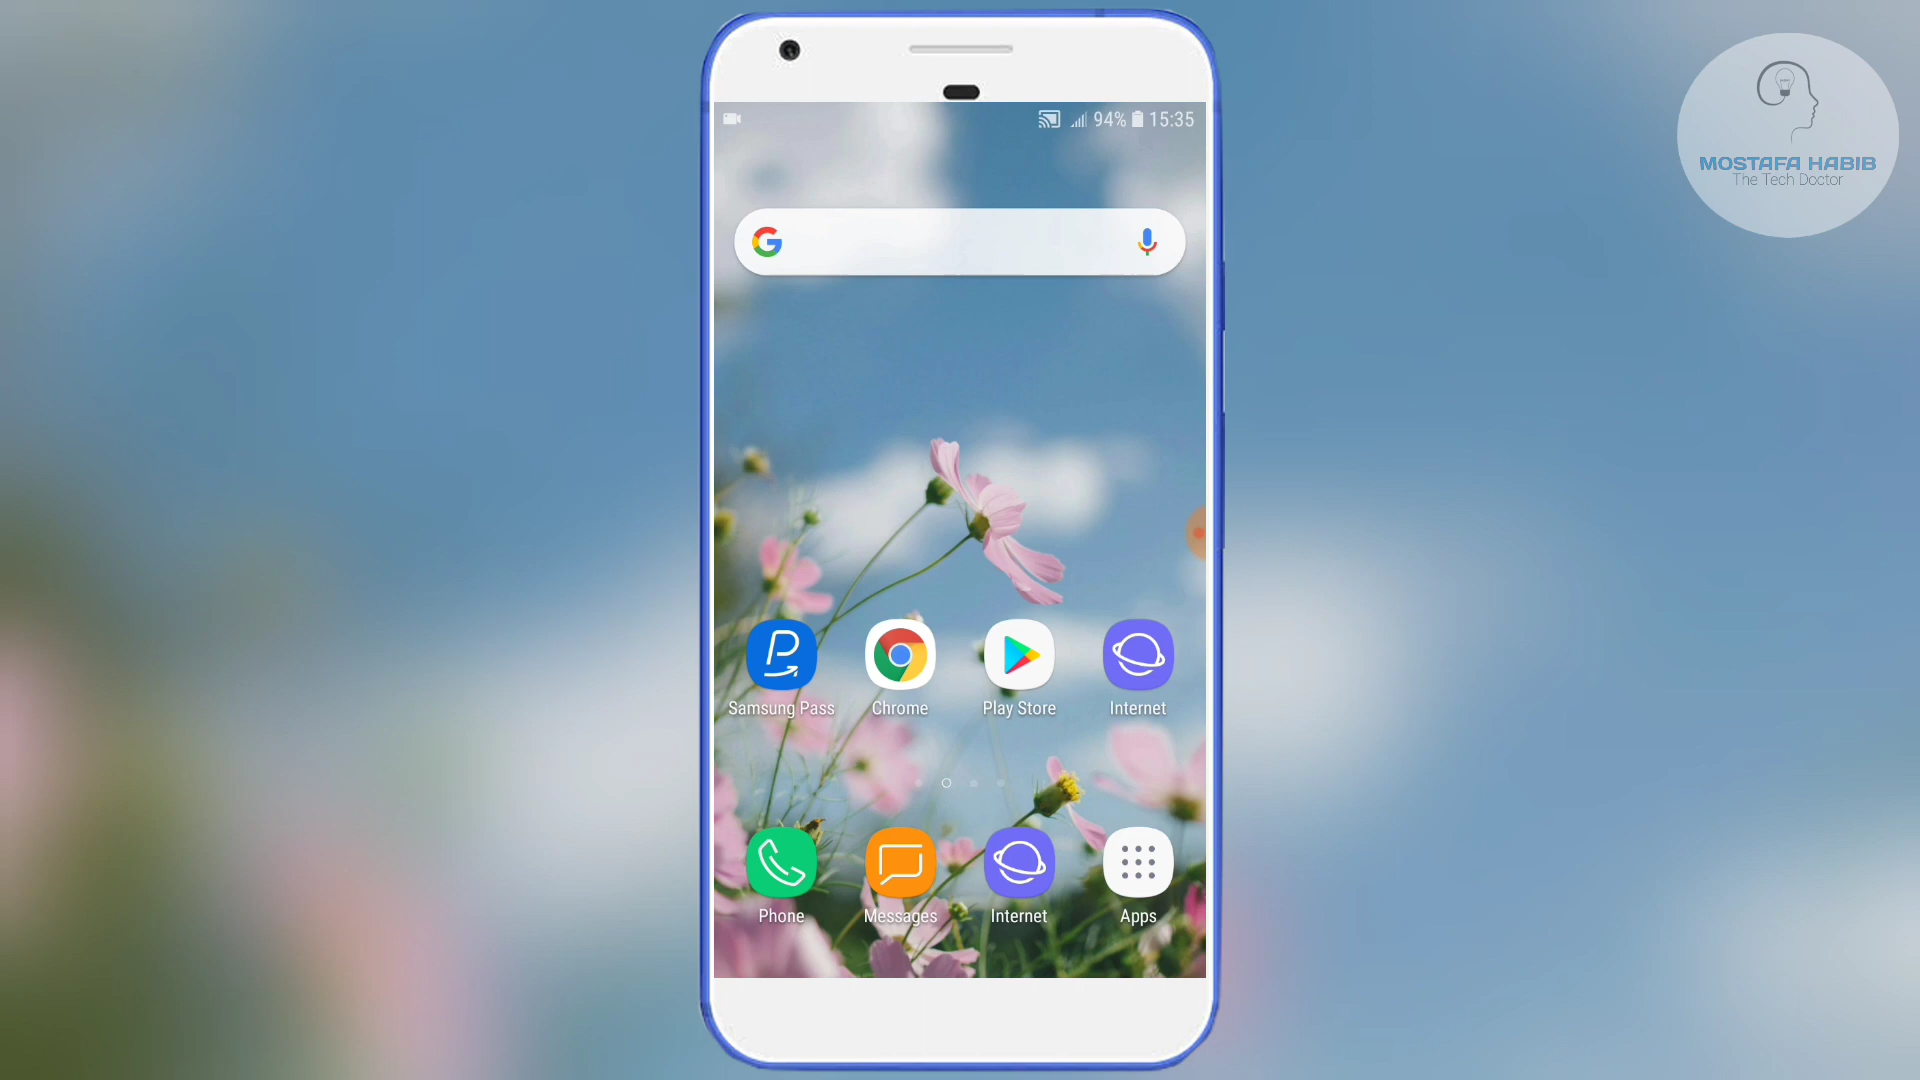 MOSTAFA HABIB
The Tech Doctor
94% 15:35
Samsung Pass
Chrome
Play Store
Internet
Phone
Messages
Internet
Apps